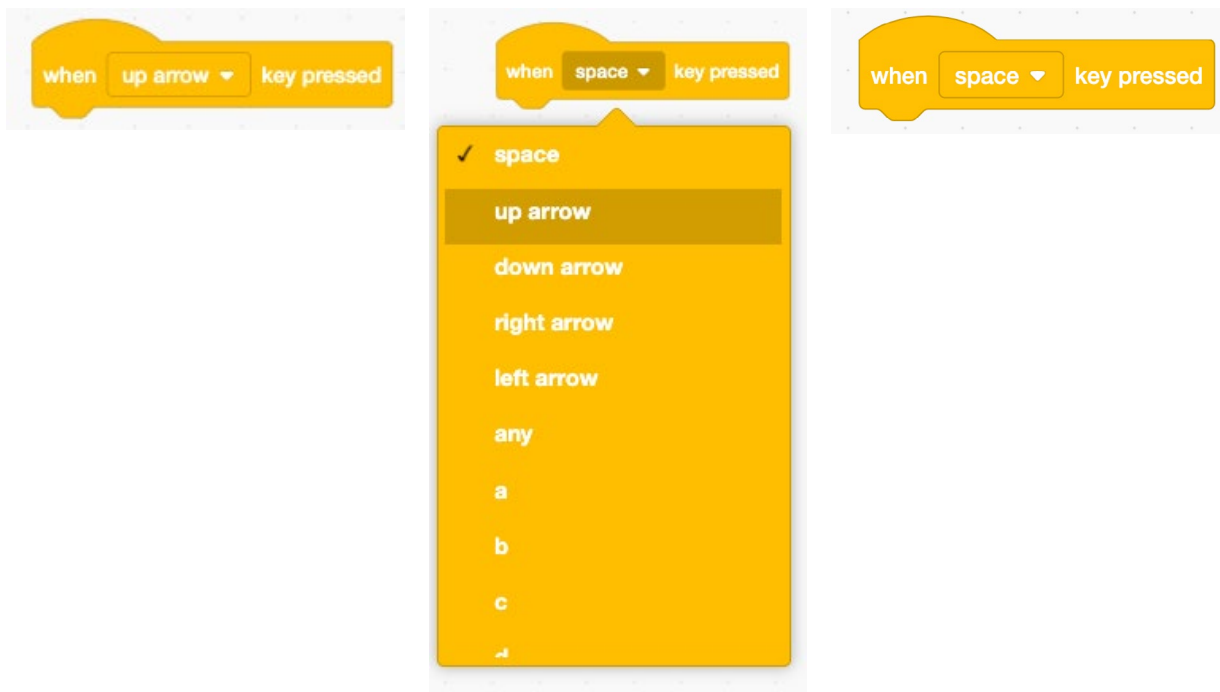 when up arrow key pressed
when space key pressed
✓ space
up arrow
down arrow
right arrow
left arrow
any
a
b
c
d
when space key pressed